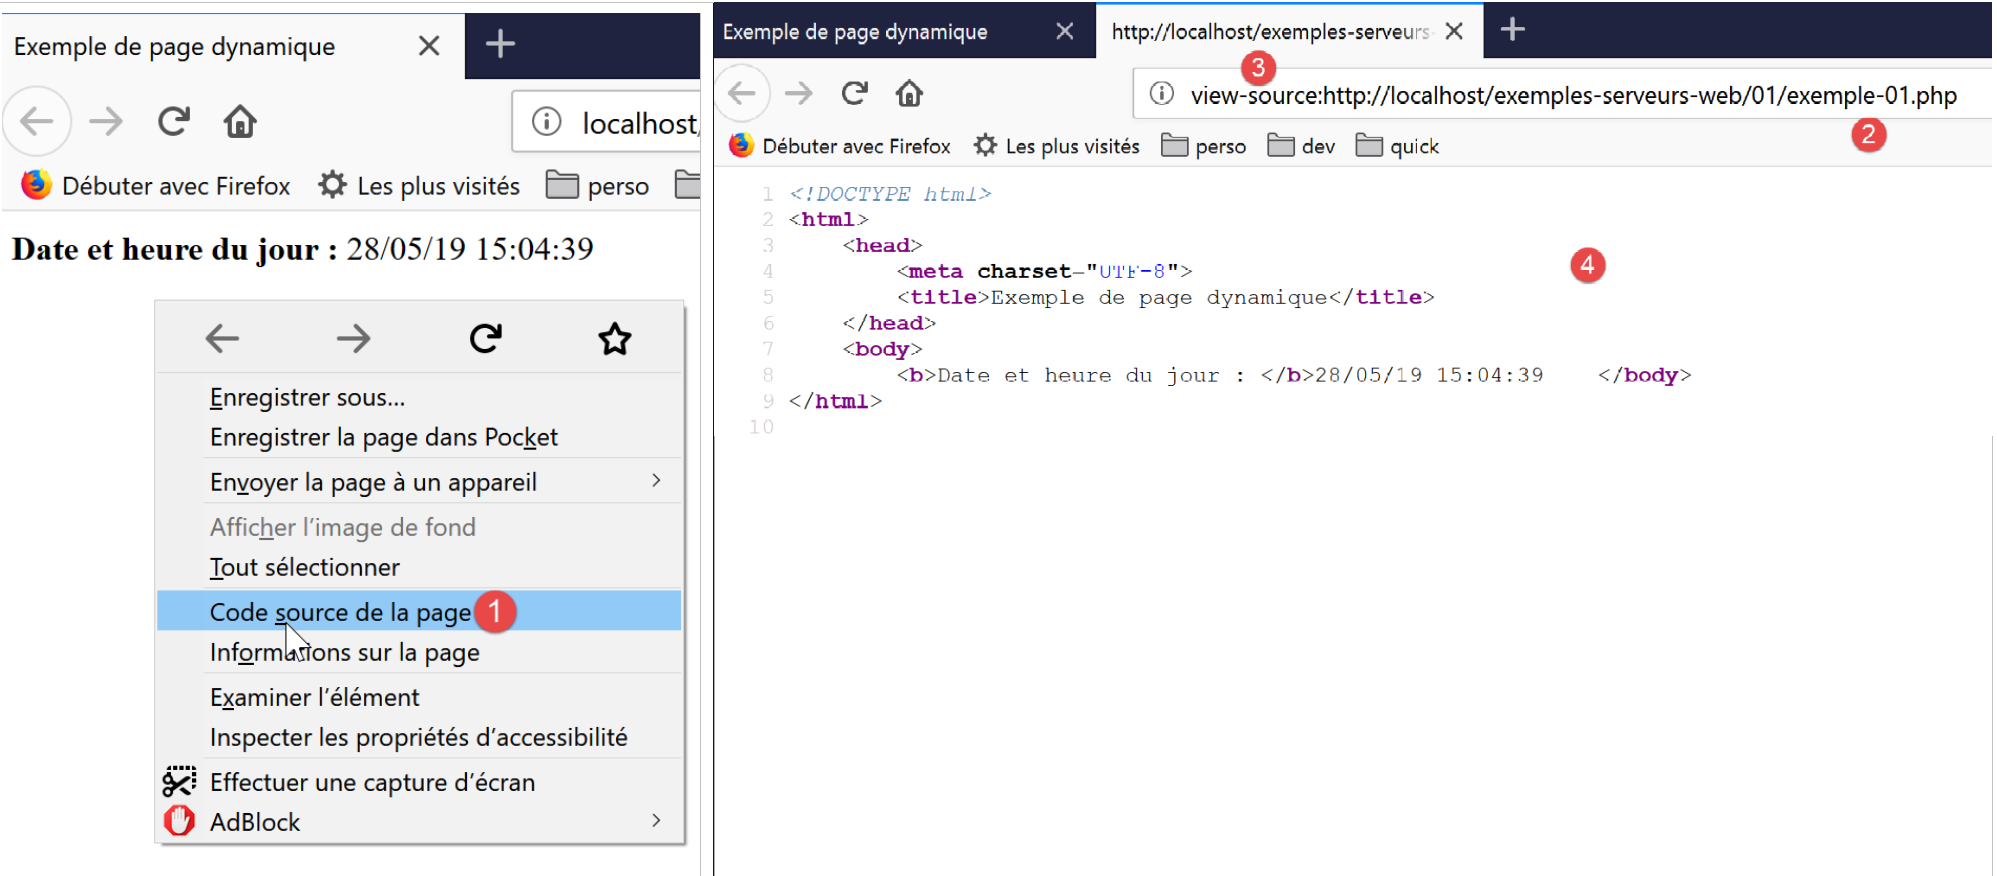 Exemple de page dynamique
localhost/
Débuter avec Firefox Les plus visités perso
Date et heure du jour : 28/05/19 15:04:39
Enregistrer sous...
Enregistrer la page dans Pocket
Envoyer la page à un appareil
Afficher l'image de fond
Tout sélectionner
Code source de la page 1
Informations sur la page
Examiner l'élément
Inspecter les propriétés d'accessibilité
Effectuer une capture d'écran
AdBlock
Exemple de page dynamique http://localhost/exemples-serveurs-
3
view-source:http://localhost/exemples-serveurs-web/01/exemple-01.php
2
Débuter avec Firefox Les plus visités perso dev quick
1 <!DOCTYPE html>
2 <html>
3 <head>
4 <meta charset="UTF-8">
4
5 <title>Exemple de page dynamique</title>
6 </head>
7 <body>
8 <b>Date et heure du jour : </b>28/05/19 15:04:39 </body>
9 </html>
10